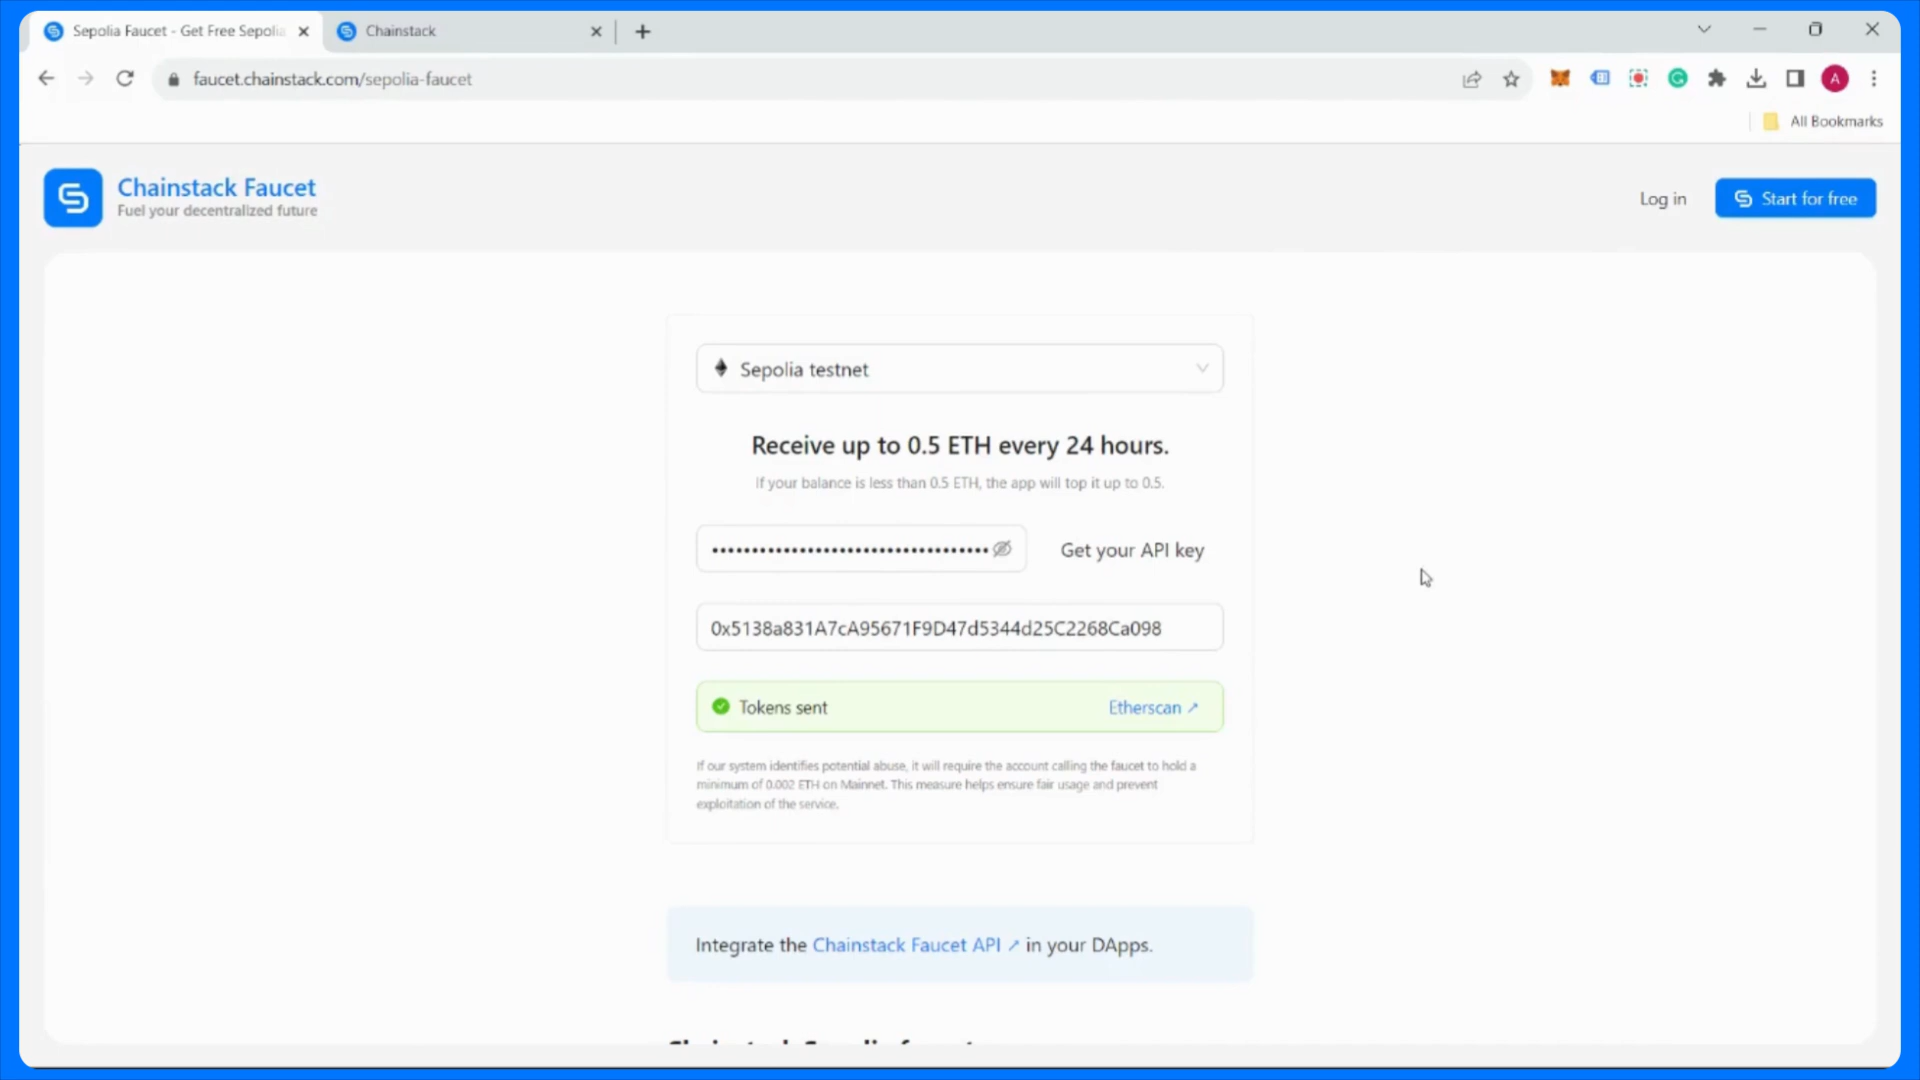 Sepolia Faucet - Get Free Sepolia
Chainstack
faucet.chainstack.com/sepolia-faucet
A
All Bookmarks
Chainstack Faucet
Fuel your decentralized future
Log in
Start for free
Sepolia testnet
Receive up to 0.5 ETH every 24 hours.
If your balance is less than 0.5 ETH, the app will top it up to 0.5.
Get your API key
0x5138a831A7cA95671F9D47d5344d25C2268Ca098
Tokens sent
Etherscan ↗
If our system identifies potential abuse, it will require the account calling the faucet to hold a
minimum of 0.002 ETH on Mainnet. This measure helps ensure fair usage and prevent
exploitation of the service.
Integrate the Chainstack Faucet API ↗ in your DApps.